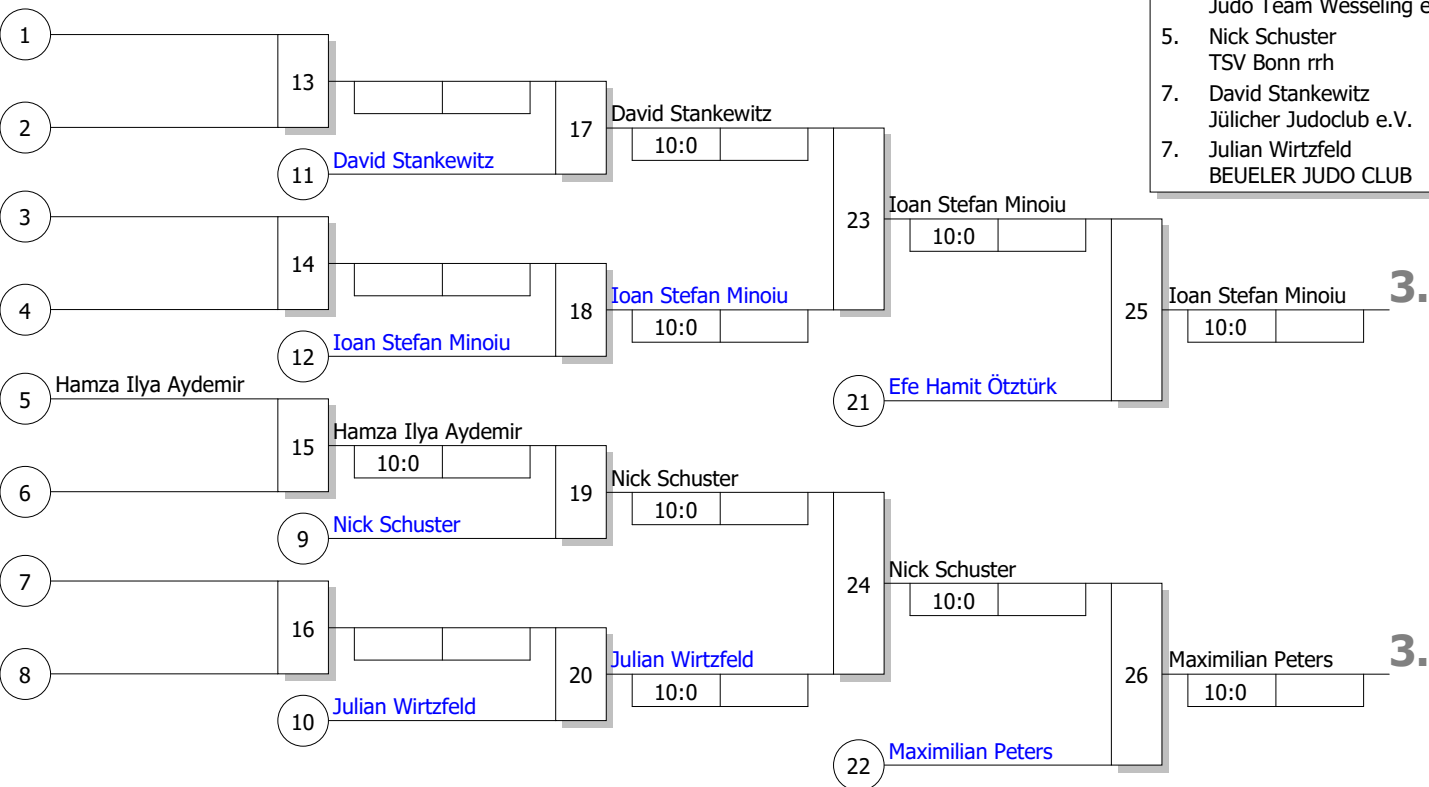 Judo Team Wesseling e
5. Nick Schuster
TSV Bonn rrh
7. David Stankewitz
Jülicher Judoclub e.V.
7. Julian Wirtzfeld
BEUELER JUDO CLUB
1
13
2
17
David Stankewitz
10:0
11
David Stankewitz
3
23
Ioan Stefan Minoiu
10:0
14
4
18
Ioan Stefan Minoiu
10:0
12
Ioan Stefan Minoiu
25
Ioan Stefan Minoiu
3.
10:0
5
Hamza Ilya Aydemir
21
Efe Hamit Ötztürk
15
Hamza Ilya Aydemir
10:0
6
19
Nick Schuster
10:0
9
Nick Schuster
7
24
Nick Schuster
10:0
16
8
20
Julian Wirtzfeld
10:0
10
Julian Wirtzfeld
26
Maximilian Peters
3.
10:0
22
Maximilian Peters